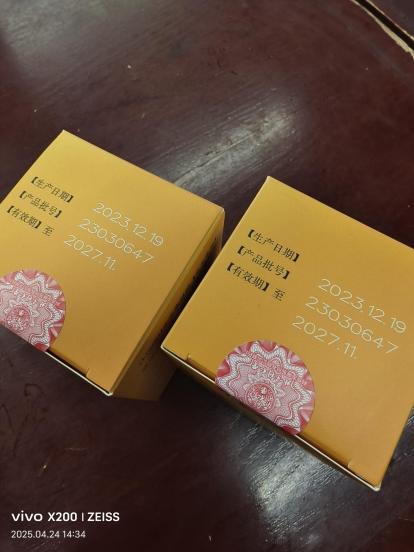 【生产日期】 2023.12.19
【产品批号】 23030647
【有效期】至 2027.11.
【生产日期】 2023.12.19
【产品批号】 23030647
【有效期】至 2027.11.
vivo X200 | ZEISS
2025.04.24 14:34